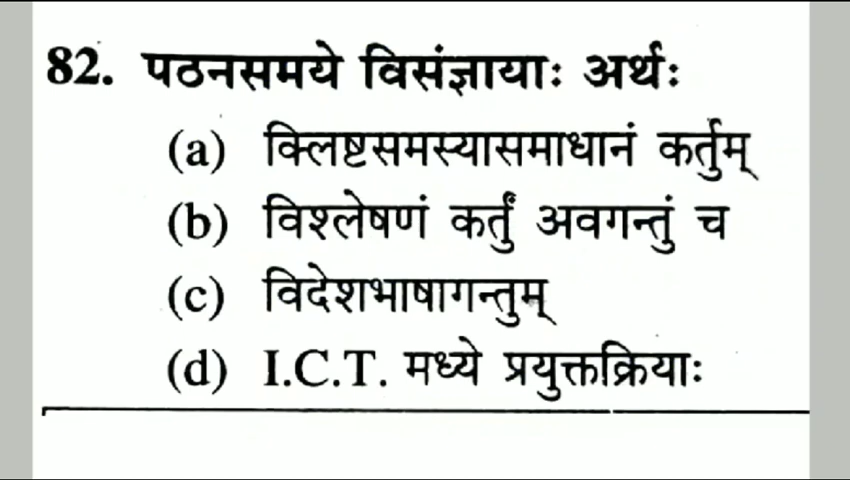 82. पठनसमये विसंज्ञायाः अर्थः
(a) क्लिष्टसमस्यासमाधानं कर्तुम्
(b) विश्लेषणं कर्तुं अवगन्तुं च
(c) विदेशभाषागन्तुम्
(d) I.C.T. मध्ये प्रयुक्तक्रियाः